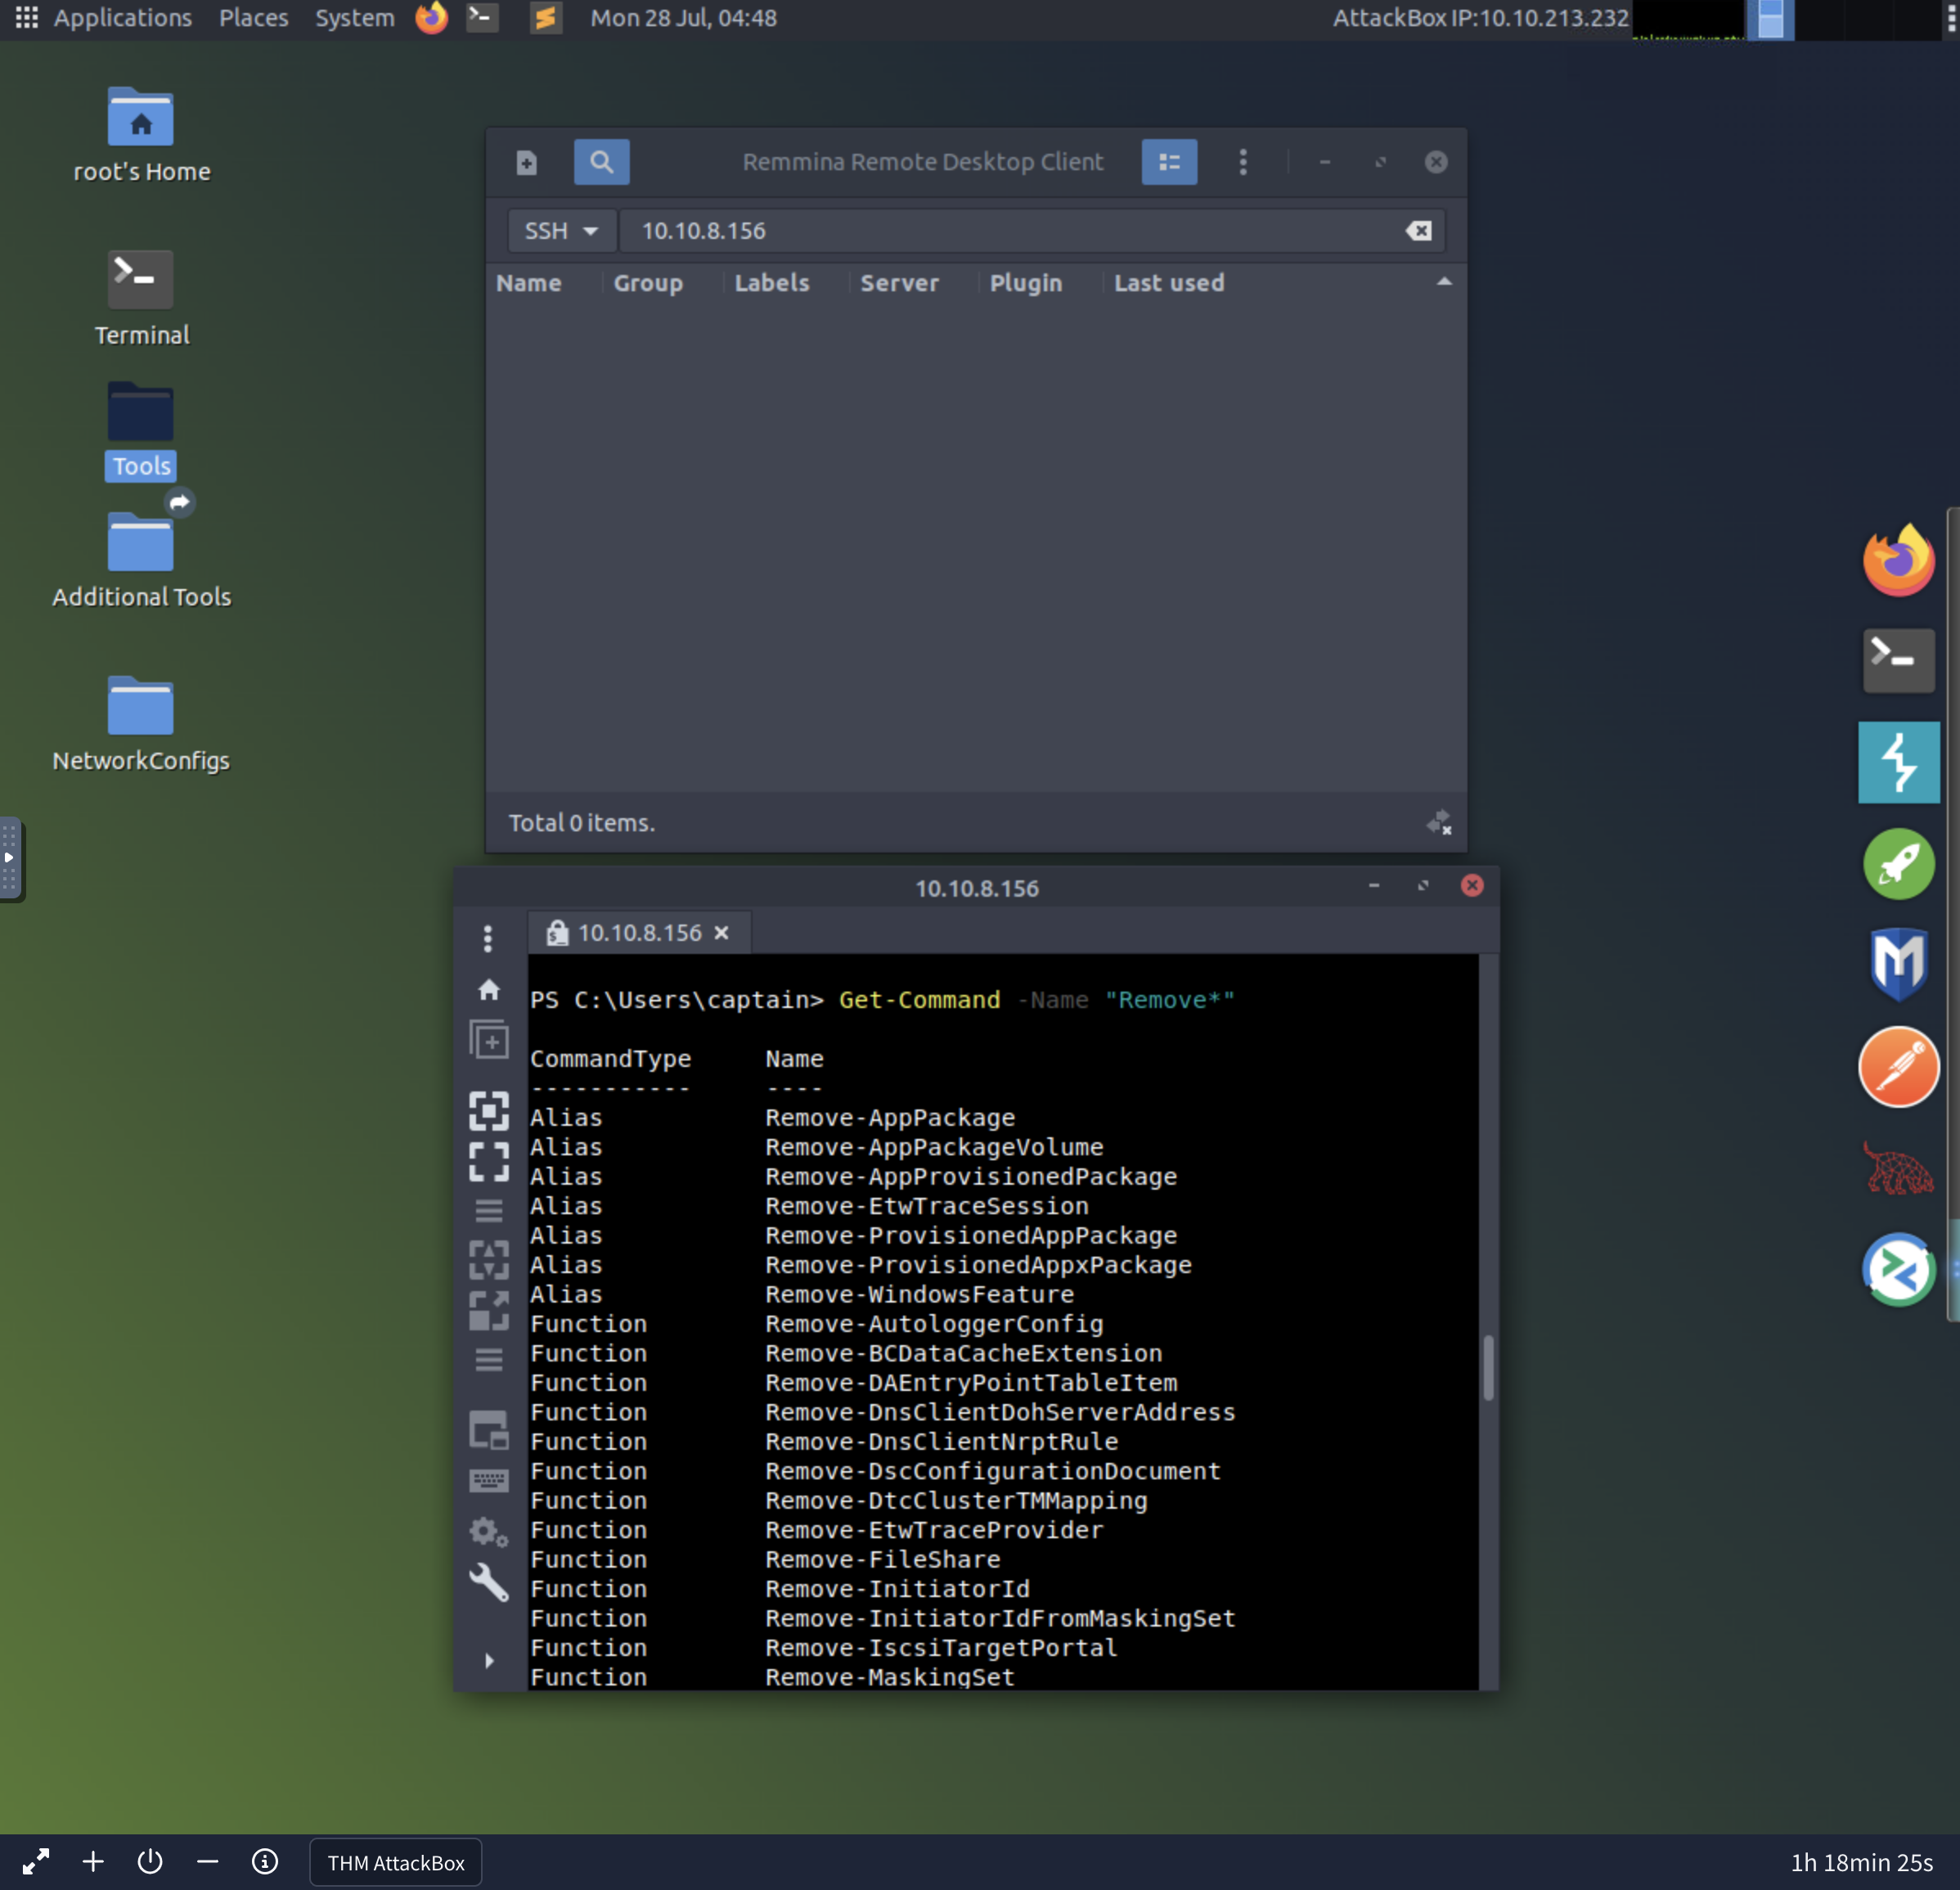 Applications Places System Mon 28 Jul, 04:48 AttackBox IP:10.10.213.232
root's Home
Terminal
Tools
Additional Tools
NetworkConfigs
Remmina Remote Desktop Client
SSH 10.10.8.156
Name Group Labels Server Plugin Last used
Total 0 items.
10.10.8.156
10.10.8.156
PS C:\Users\captain> Get-Command -Name "Remove*"
CommandType Name
----------- ----
Alias Remove-AppPackage
Alias Remove-AppPackageVolume
Alias Remove-AppProvisionedPackage
Alias Remove-EtwTraceSession
Alias Remove-ProvisionedAppPackage
Alias Remove-ProvisionedAppxPackage
Alias Remove-WindowsFeature
Function Remove-AutologgerConfig
Function Remove-BCDataCacheExtension
Function Remove-DAEntryPointTableItem
Function Remove-DnsClientDohServerAddress
Function Remove-DnsClientNrptRule
Function Remove-DscConfigurationDocument
Function Remove-DtcClusterTMMapping
Function Remove-EtwTraceProvider
Function Remove-FileShare
Function Remove-InitiatorId
Function Remove-InitiatorIdFromMaskingSet
Function Remove-IscsiTargetPortal
Function Remove-MaskingSet
THM AttackBox 1h 18min 25s